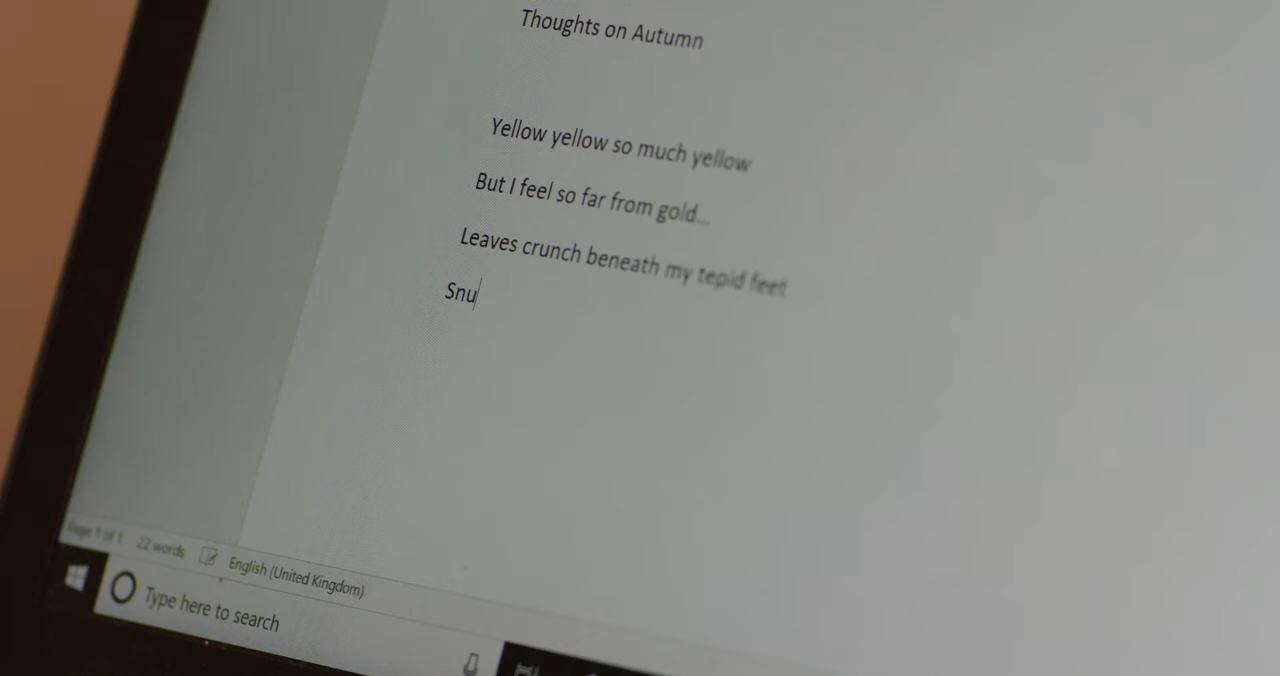 Thoughts on Autumn
Yellow yellow so much yellow
But I feel so far from gold...
Leaves crunch beneath my tepid feet
Snu
Page 1 of 1 22 words English (United Kingdom)
Type here to search